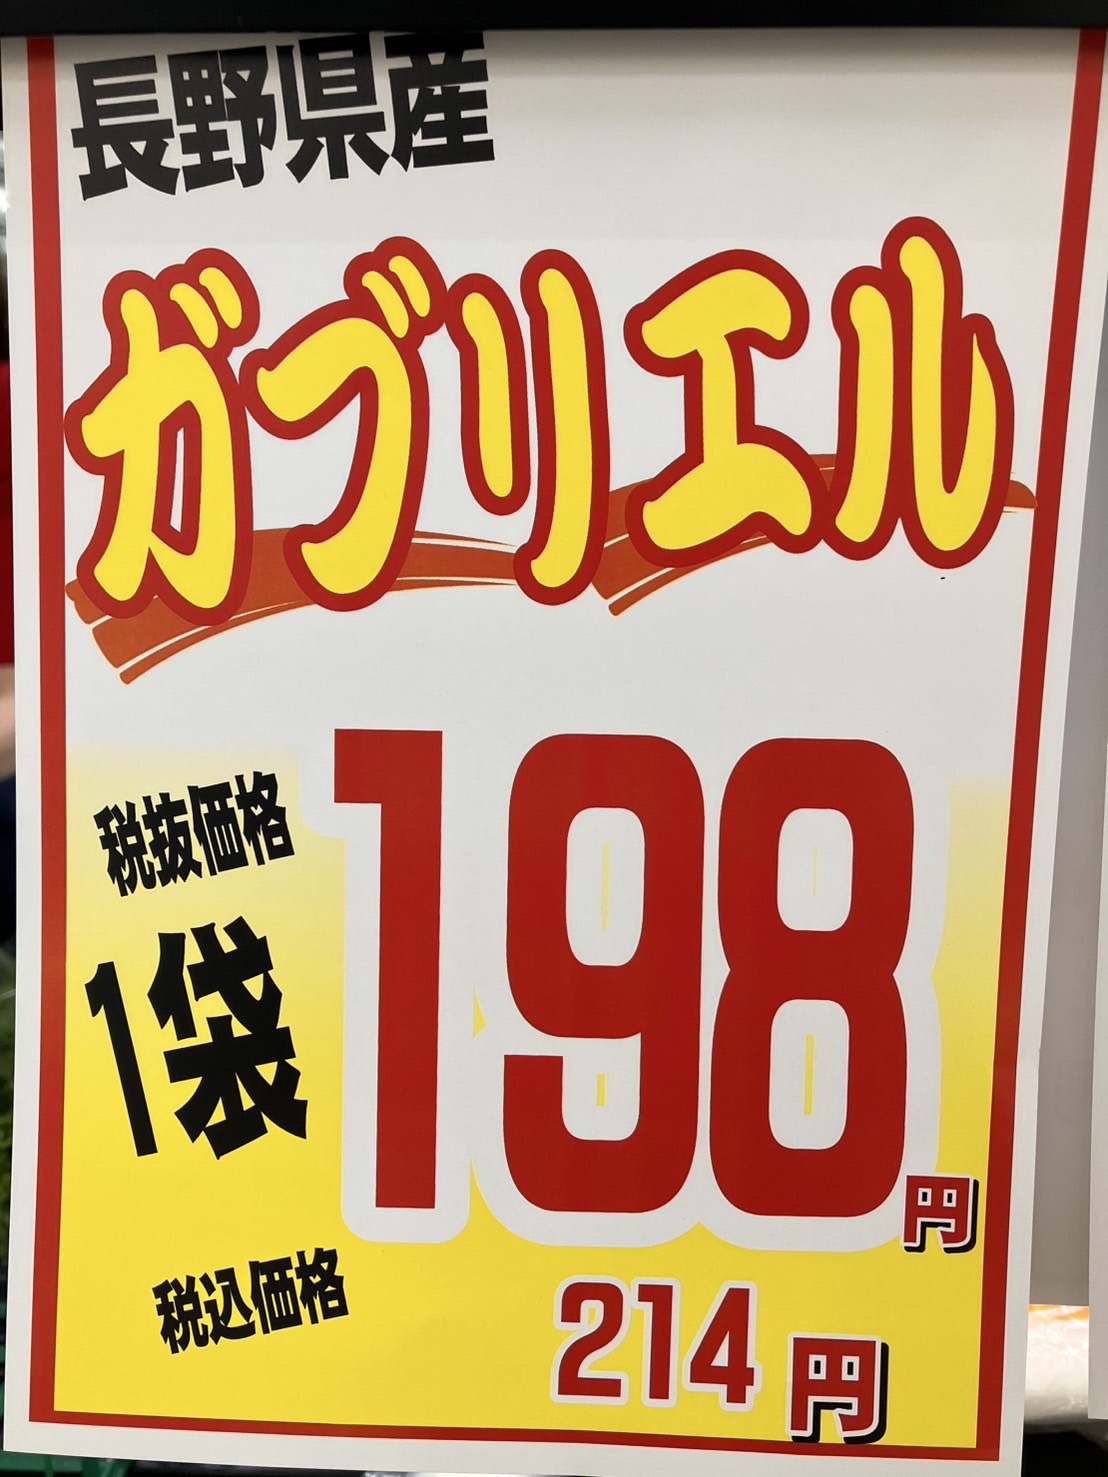 長野県産
ガブリエル
税抜価格
1袋
198円
税込価格
214円